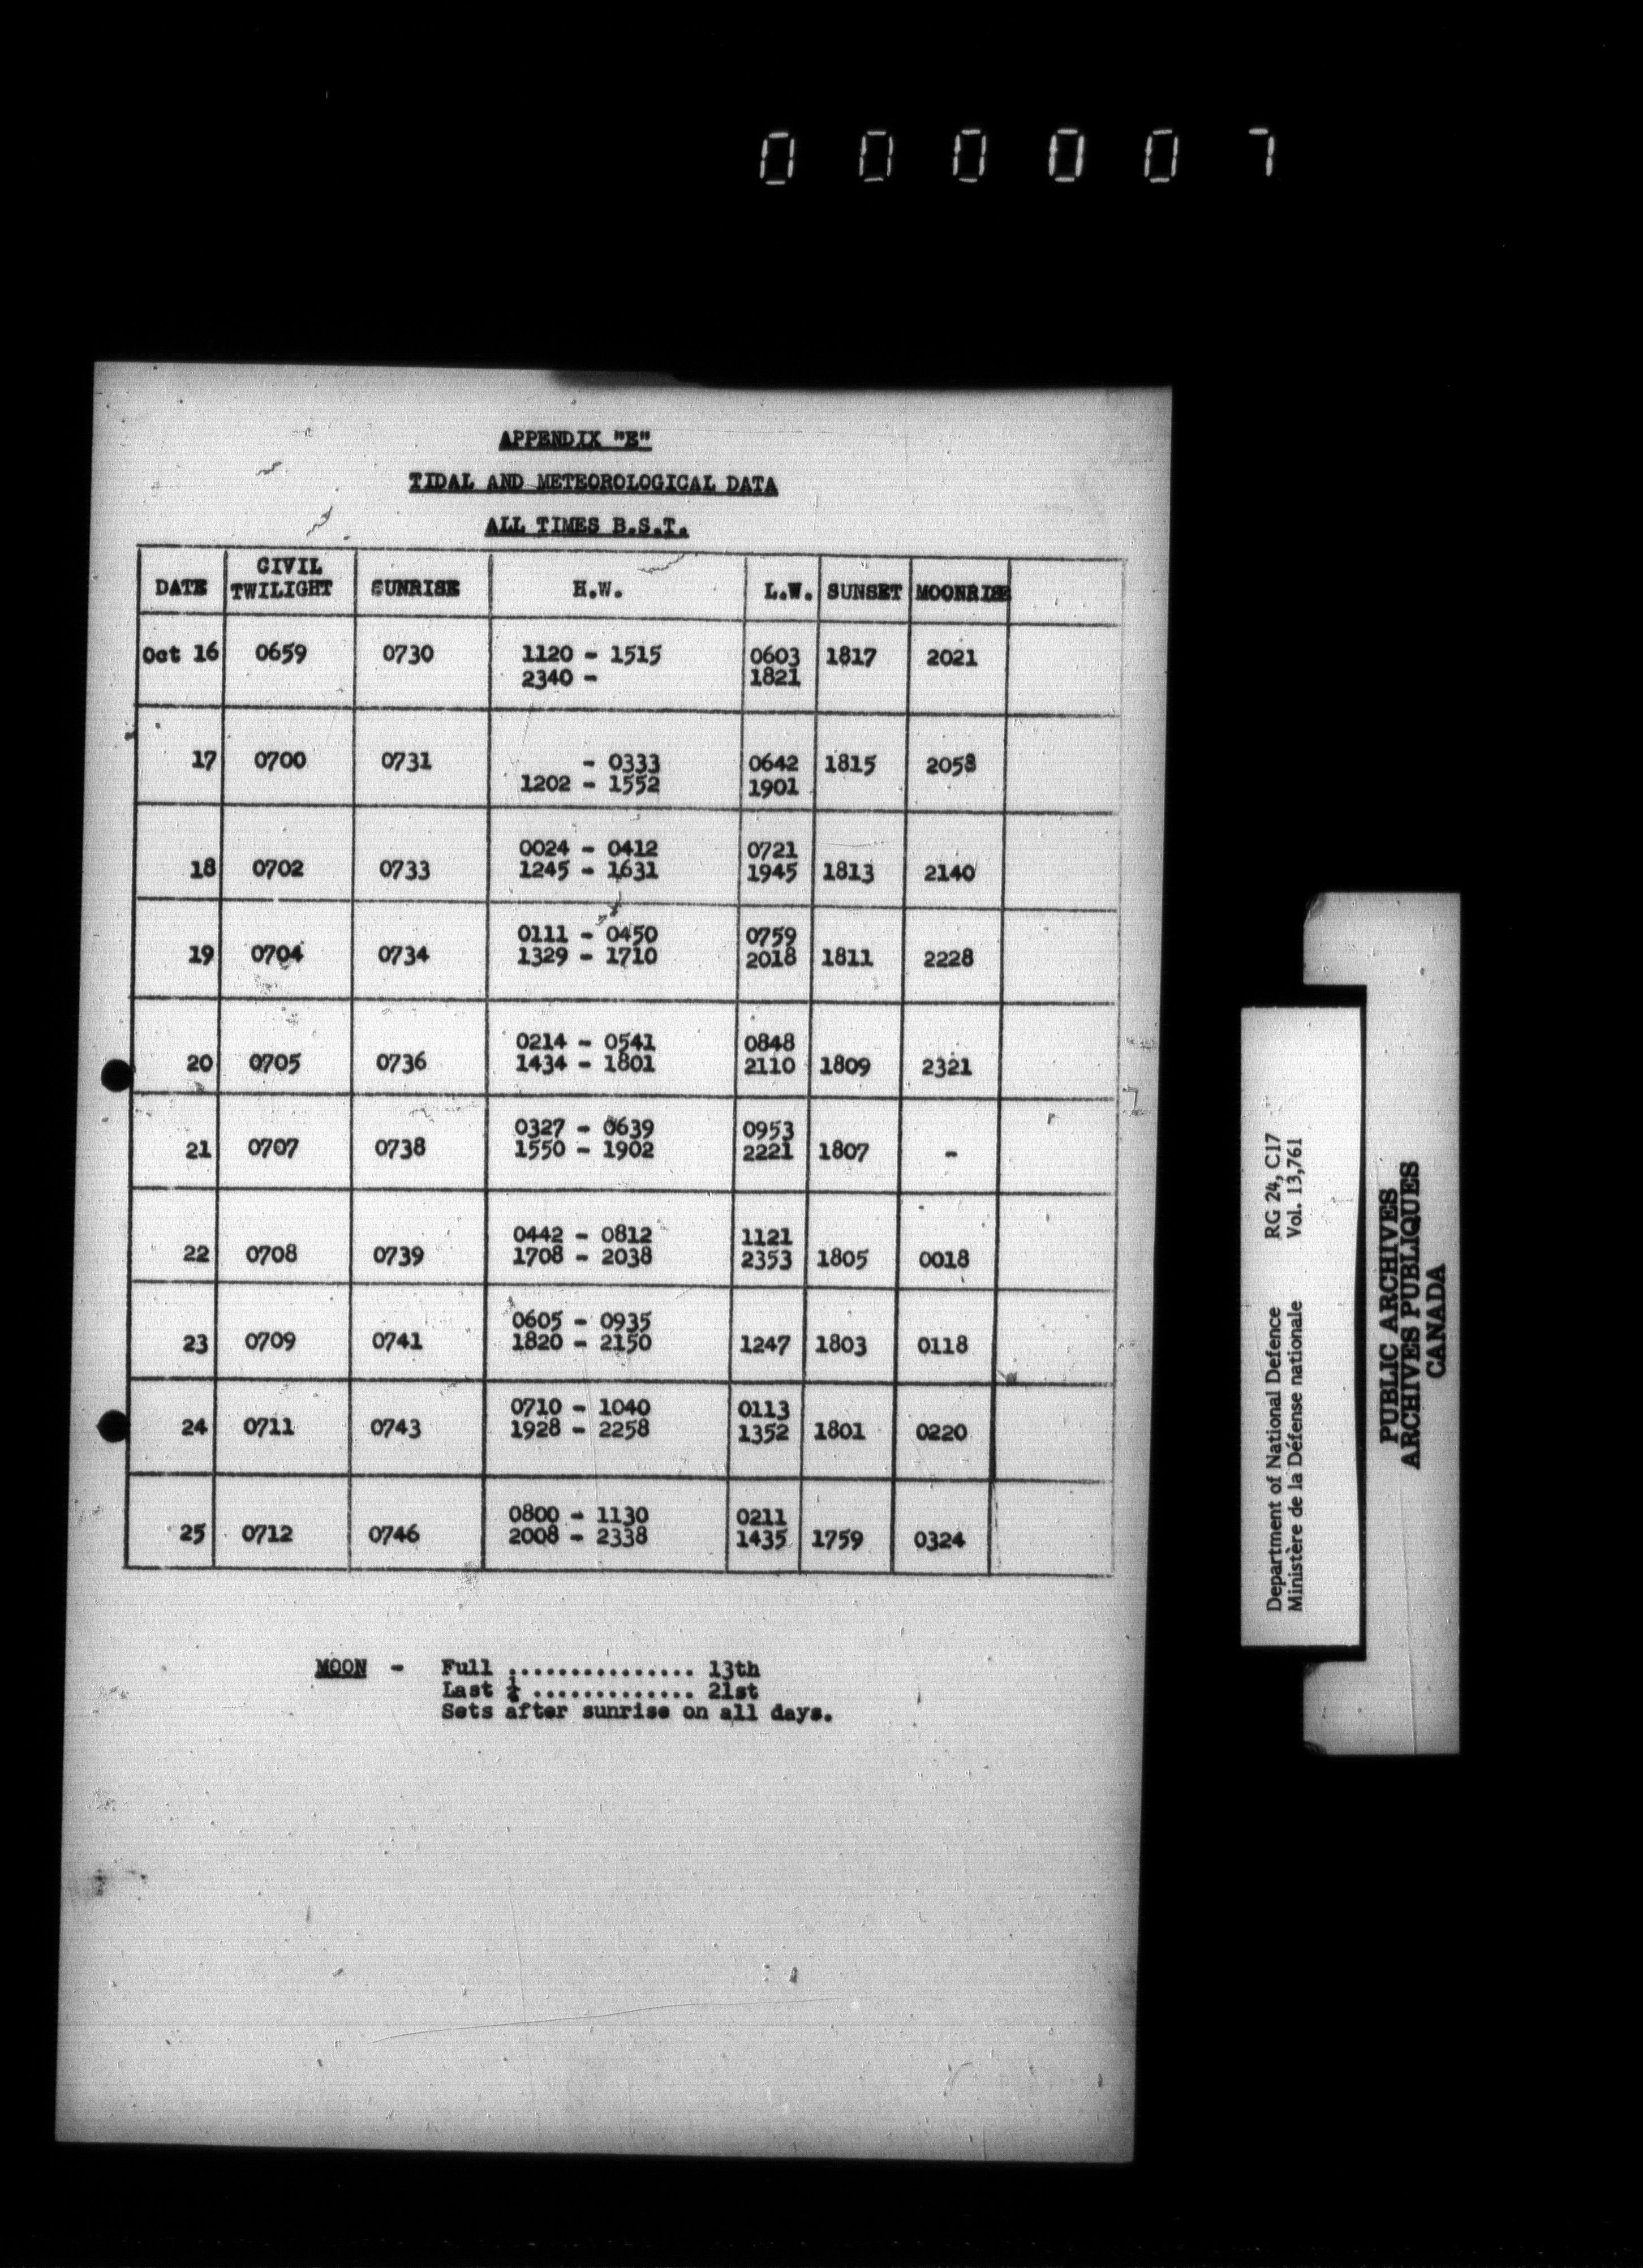 000007
APPENDIX "E"
TIDAL AND METEOROLOGICAL DATA
ALL TIMES B.S.T.
DATE CIVIL TWILIGHT SUNRISE H.W. L.W. SUNSET MOONRISE
Oct 16 0659 0730 1120 - 1515 0603 1817 2021
2340 - 1821
17 0700 0731 - 0333 0642 1815 2058
1202 - 1552 1901
0024 - 0412 0721
18 0702 0733 1245 - 1631 1945 1813 2140
0111 - 0450 0759
19 0704 0734 1329 - 1710 2018 1811 2228
0214 - 0541 0848
20 0705 0736 1434 - 1801 2110 1809 2321
0327 - 0639 0953
21 0707 0738 1550 - 1902 2221 1807 -
0442 - 0812 1121
22 0708 0739 1708 - 2038 2353 1805 0018
0605 - 0935
23 0709 0741 1820 - 2150 1247 1803 0118
0710 - 1040 0113
24 0711 0743 1928 - 2258 1352 1801 0220
0800 - 1130 0211
25 0712 0746 2008 - 2338 1435 1759 0324
MOON - Full ............... 13th
Last ¼ ............. 21st
Sets after sunrise on all days.
Department of National Defence RG 24, C17
Ministère de la Défense nationale Vol. 13,761
PUBLIC ARCHIVES
ARCHIVES PUBLIQUES
CANADA